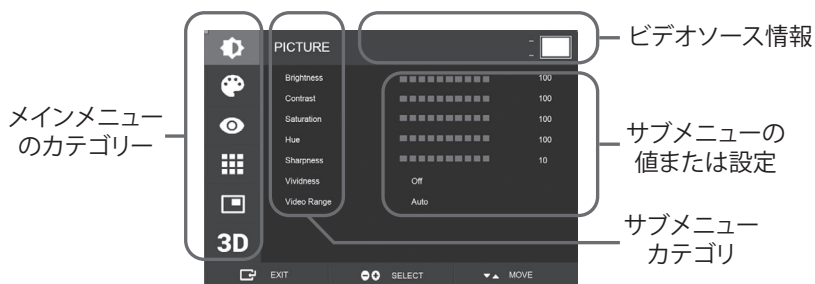 ビデオソース情報
メインメニュー
のカテゴリー
PICTURE
Brightness 100
Contrast 100
Saturation 100
Hue 100
Sharpness 10
Vividness Off
Video Range Auto
3D
EXIT SELECT MOVE
サブメニューの
値または設定
サブメニュー
カテゴリ